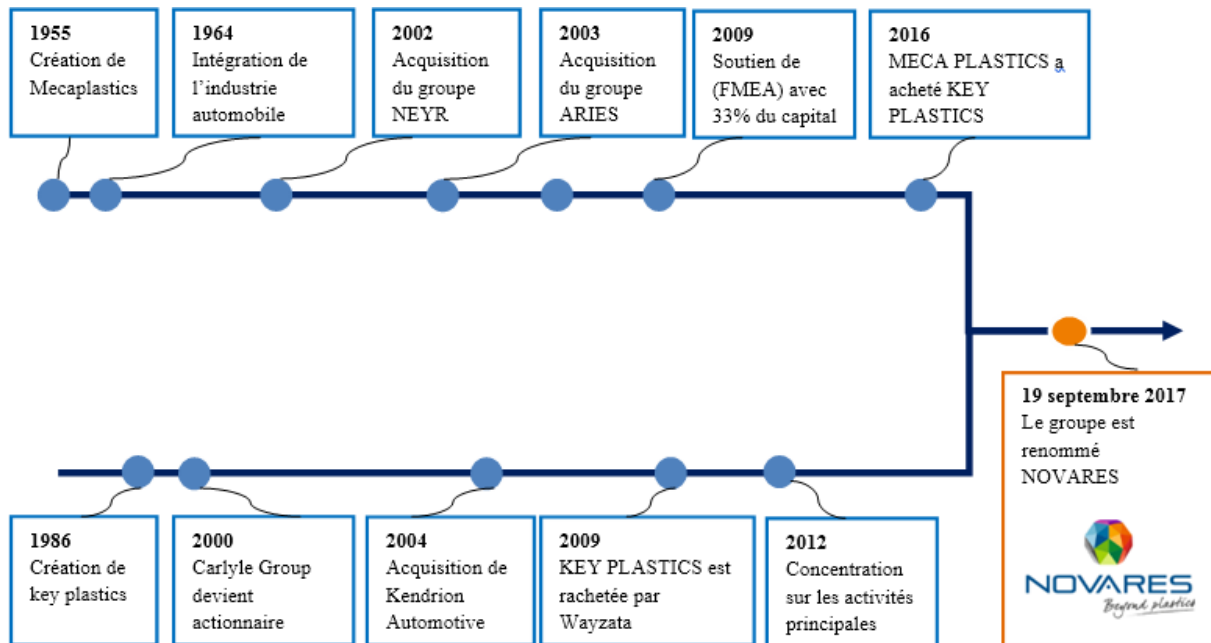 1955
Création de
Mecaplastics
1964
Intégration de
l'industrie
automobile
2002
Acquisition
du groupe
NEYR
2003
Acquisition
du groupe
ARIES
2009
Soutien de
(FMEA) avec
33% du capital
2016
MECA PLASTICS a
acheté KEY
PLASTICS
19 septembre 2017
Le groupe est
renommé
NOVARES
NOVARES
Beyond plastics
1986
Création de
key plastics
2000
Carlyle Group
devient
actionnaire
2004
Acquisition de
Kendrion
Automotive
2009
KEY PLASTICS est
rachetée par
Wayzata
2012
Concentration
sur les activités
principales